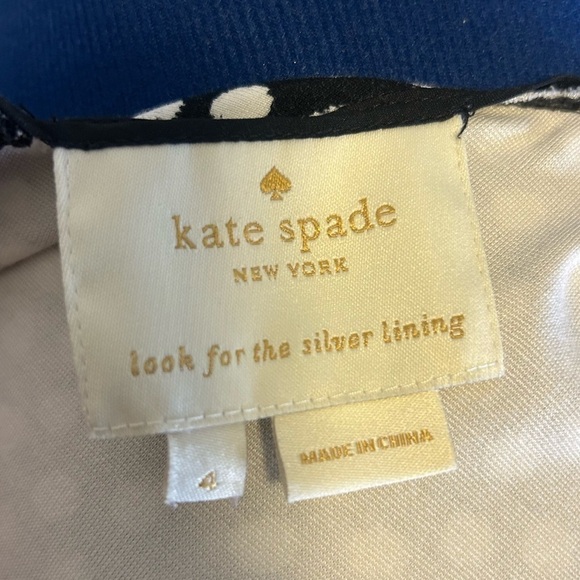 kate spade
NEW YORK
look for the silver lining
4
MADE IN CHINA